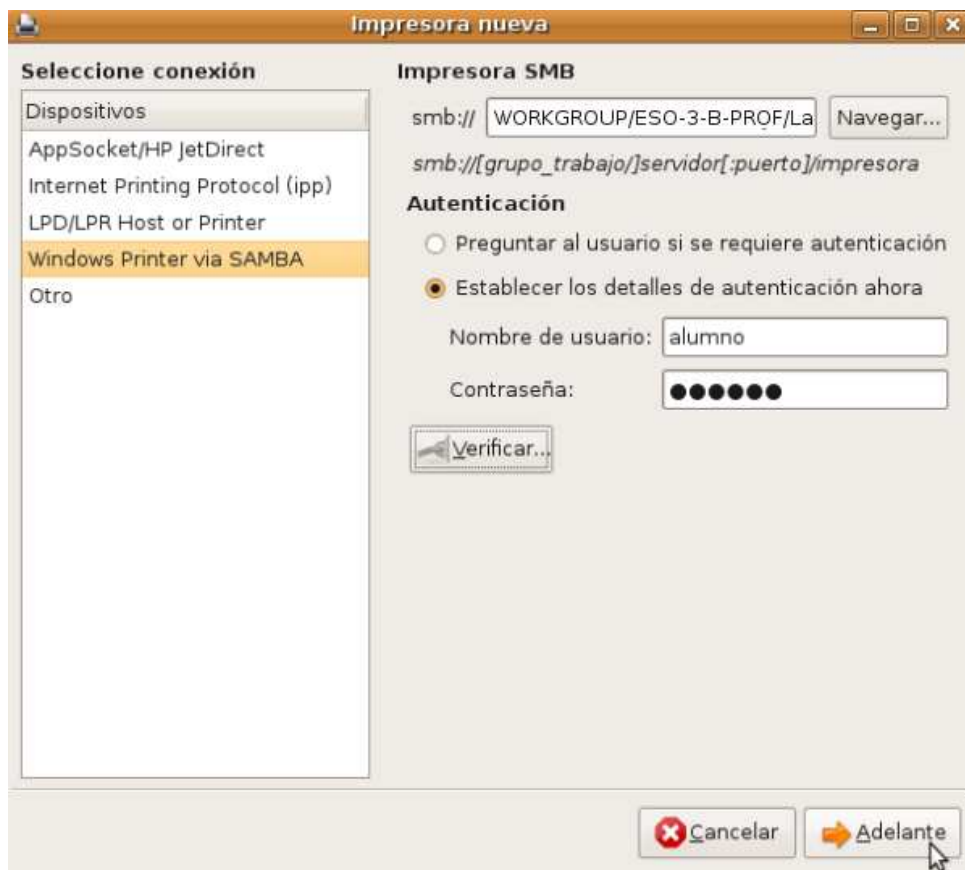 Impresora nueva
Seleccione conexión
Dispositivos
AppSocket/HP JetDirect
Internet Printing Protocol (ipp)
LPD/LPR Host or Printer
Windows Printer via SAMBA
Otro
Impresora SMB
smb:// WORKGROUP/ESO-3-B-PROF/La Navegar...
smb://[grupo_trabajo/]servidor[:puerto]/impresora
Autenticación
Preguntar al usuario si se requiere autenticación
Establecer los detalles de autenticación ahora
Nombre de usuario: alumno
Contraseña: ●●●●●●
Verificar...
Cancelar Adelante